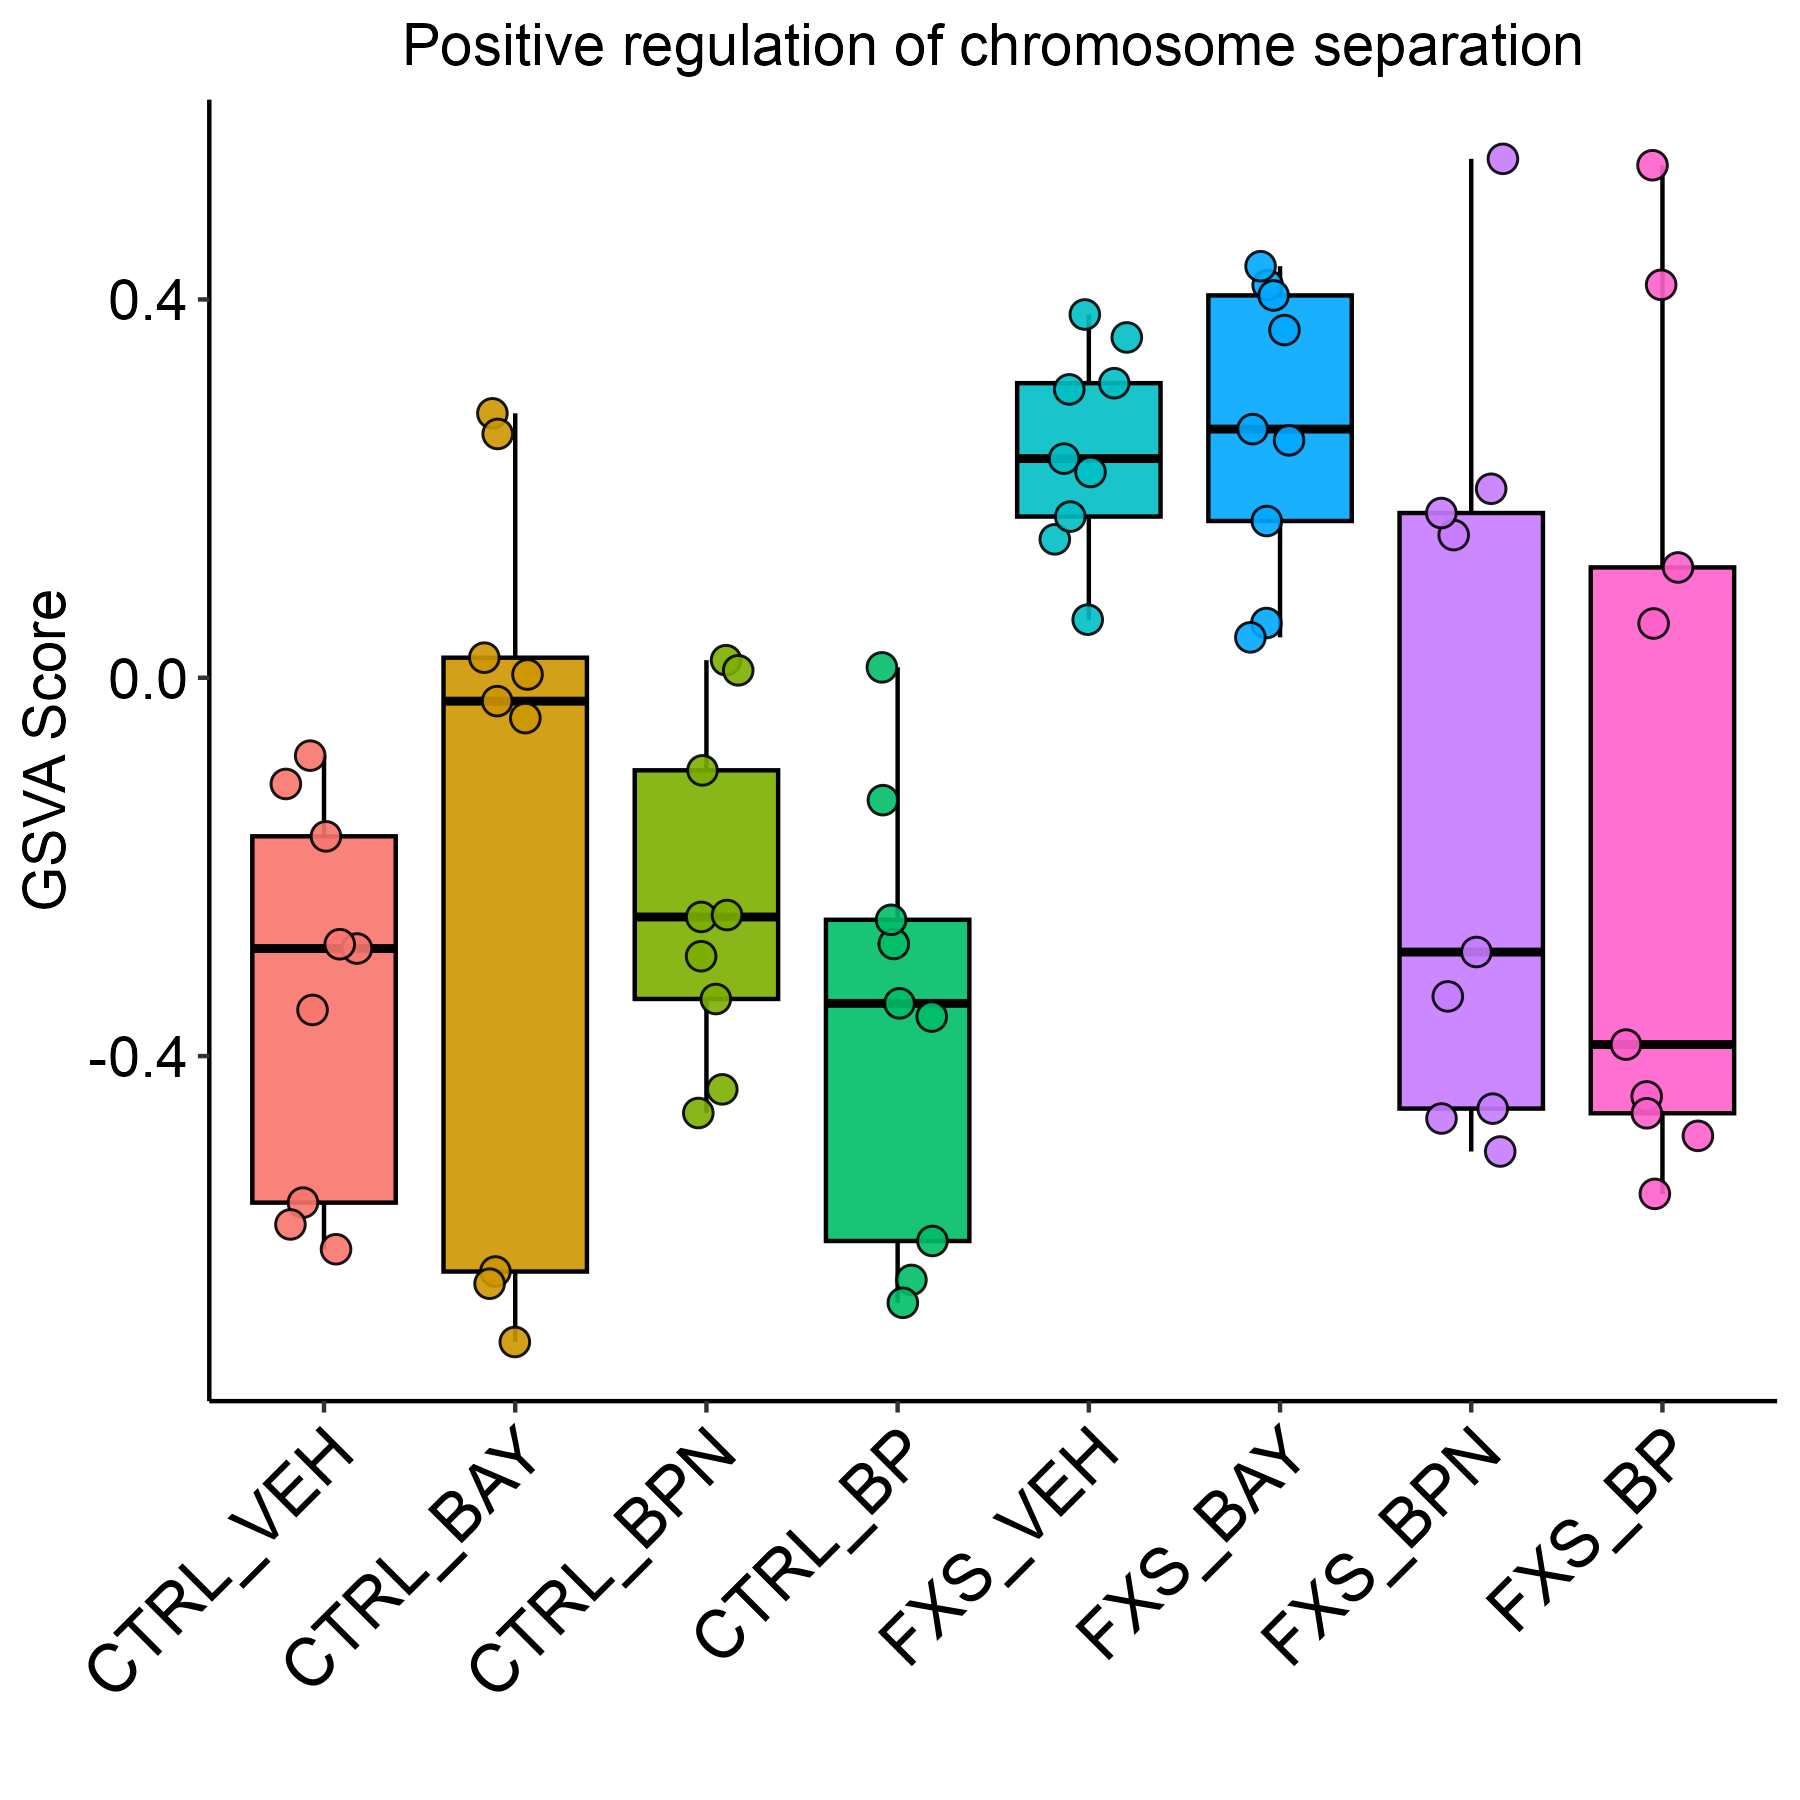 Positive regulation of chromosome separation
GSVA Score
0.4
0.0
-0.4
CTRL_VEH
CTRL_BAY
CTRL_BPN
CTRL_BP
FXS_VEH
FXS_BAY
FXS_BPN
FXS_BP